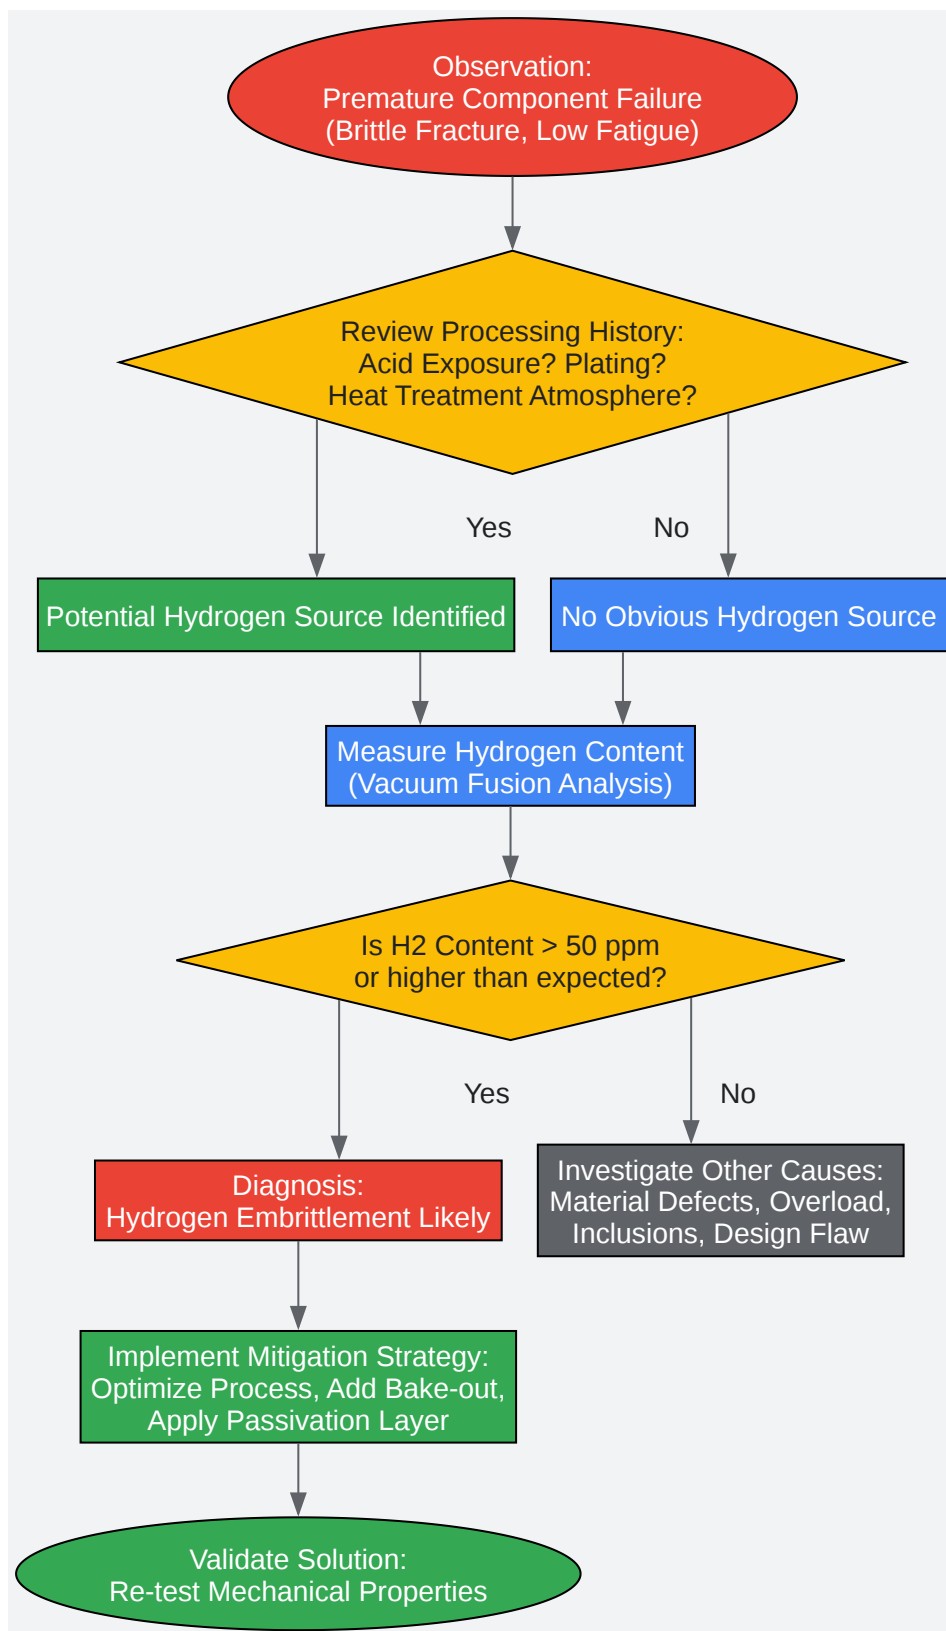 Observation:
Premature Component Failure
(Brittle Fracture, Low Fatigue)
Review Processing History:
Acid Exposure? Plating?
Heat Treatment Atmosphere?
Yes
No
Potential Hydrogen Source Identified
No Obvious Hydrogen Source
Measure Hydrogen Content
(Vacuum Fusion Analysis)
Is H2 Content > 50 ppm
or higher than expected?
Yes
No
Diagnosis:
Hydrogen Embrittlement Likely
Investigate Other Causes:
Material Defects, Overload,
Inclusions, Design Flaw
Implement Mitigation Strategy:
Optimize Process, Add Bake-out,
Apply Passivation Layer
Validate Solution:
Re-test Mechanical Properties